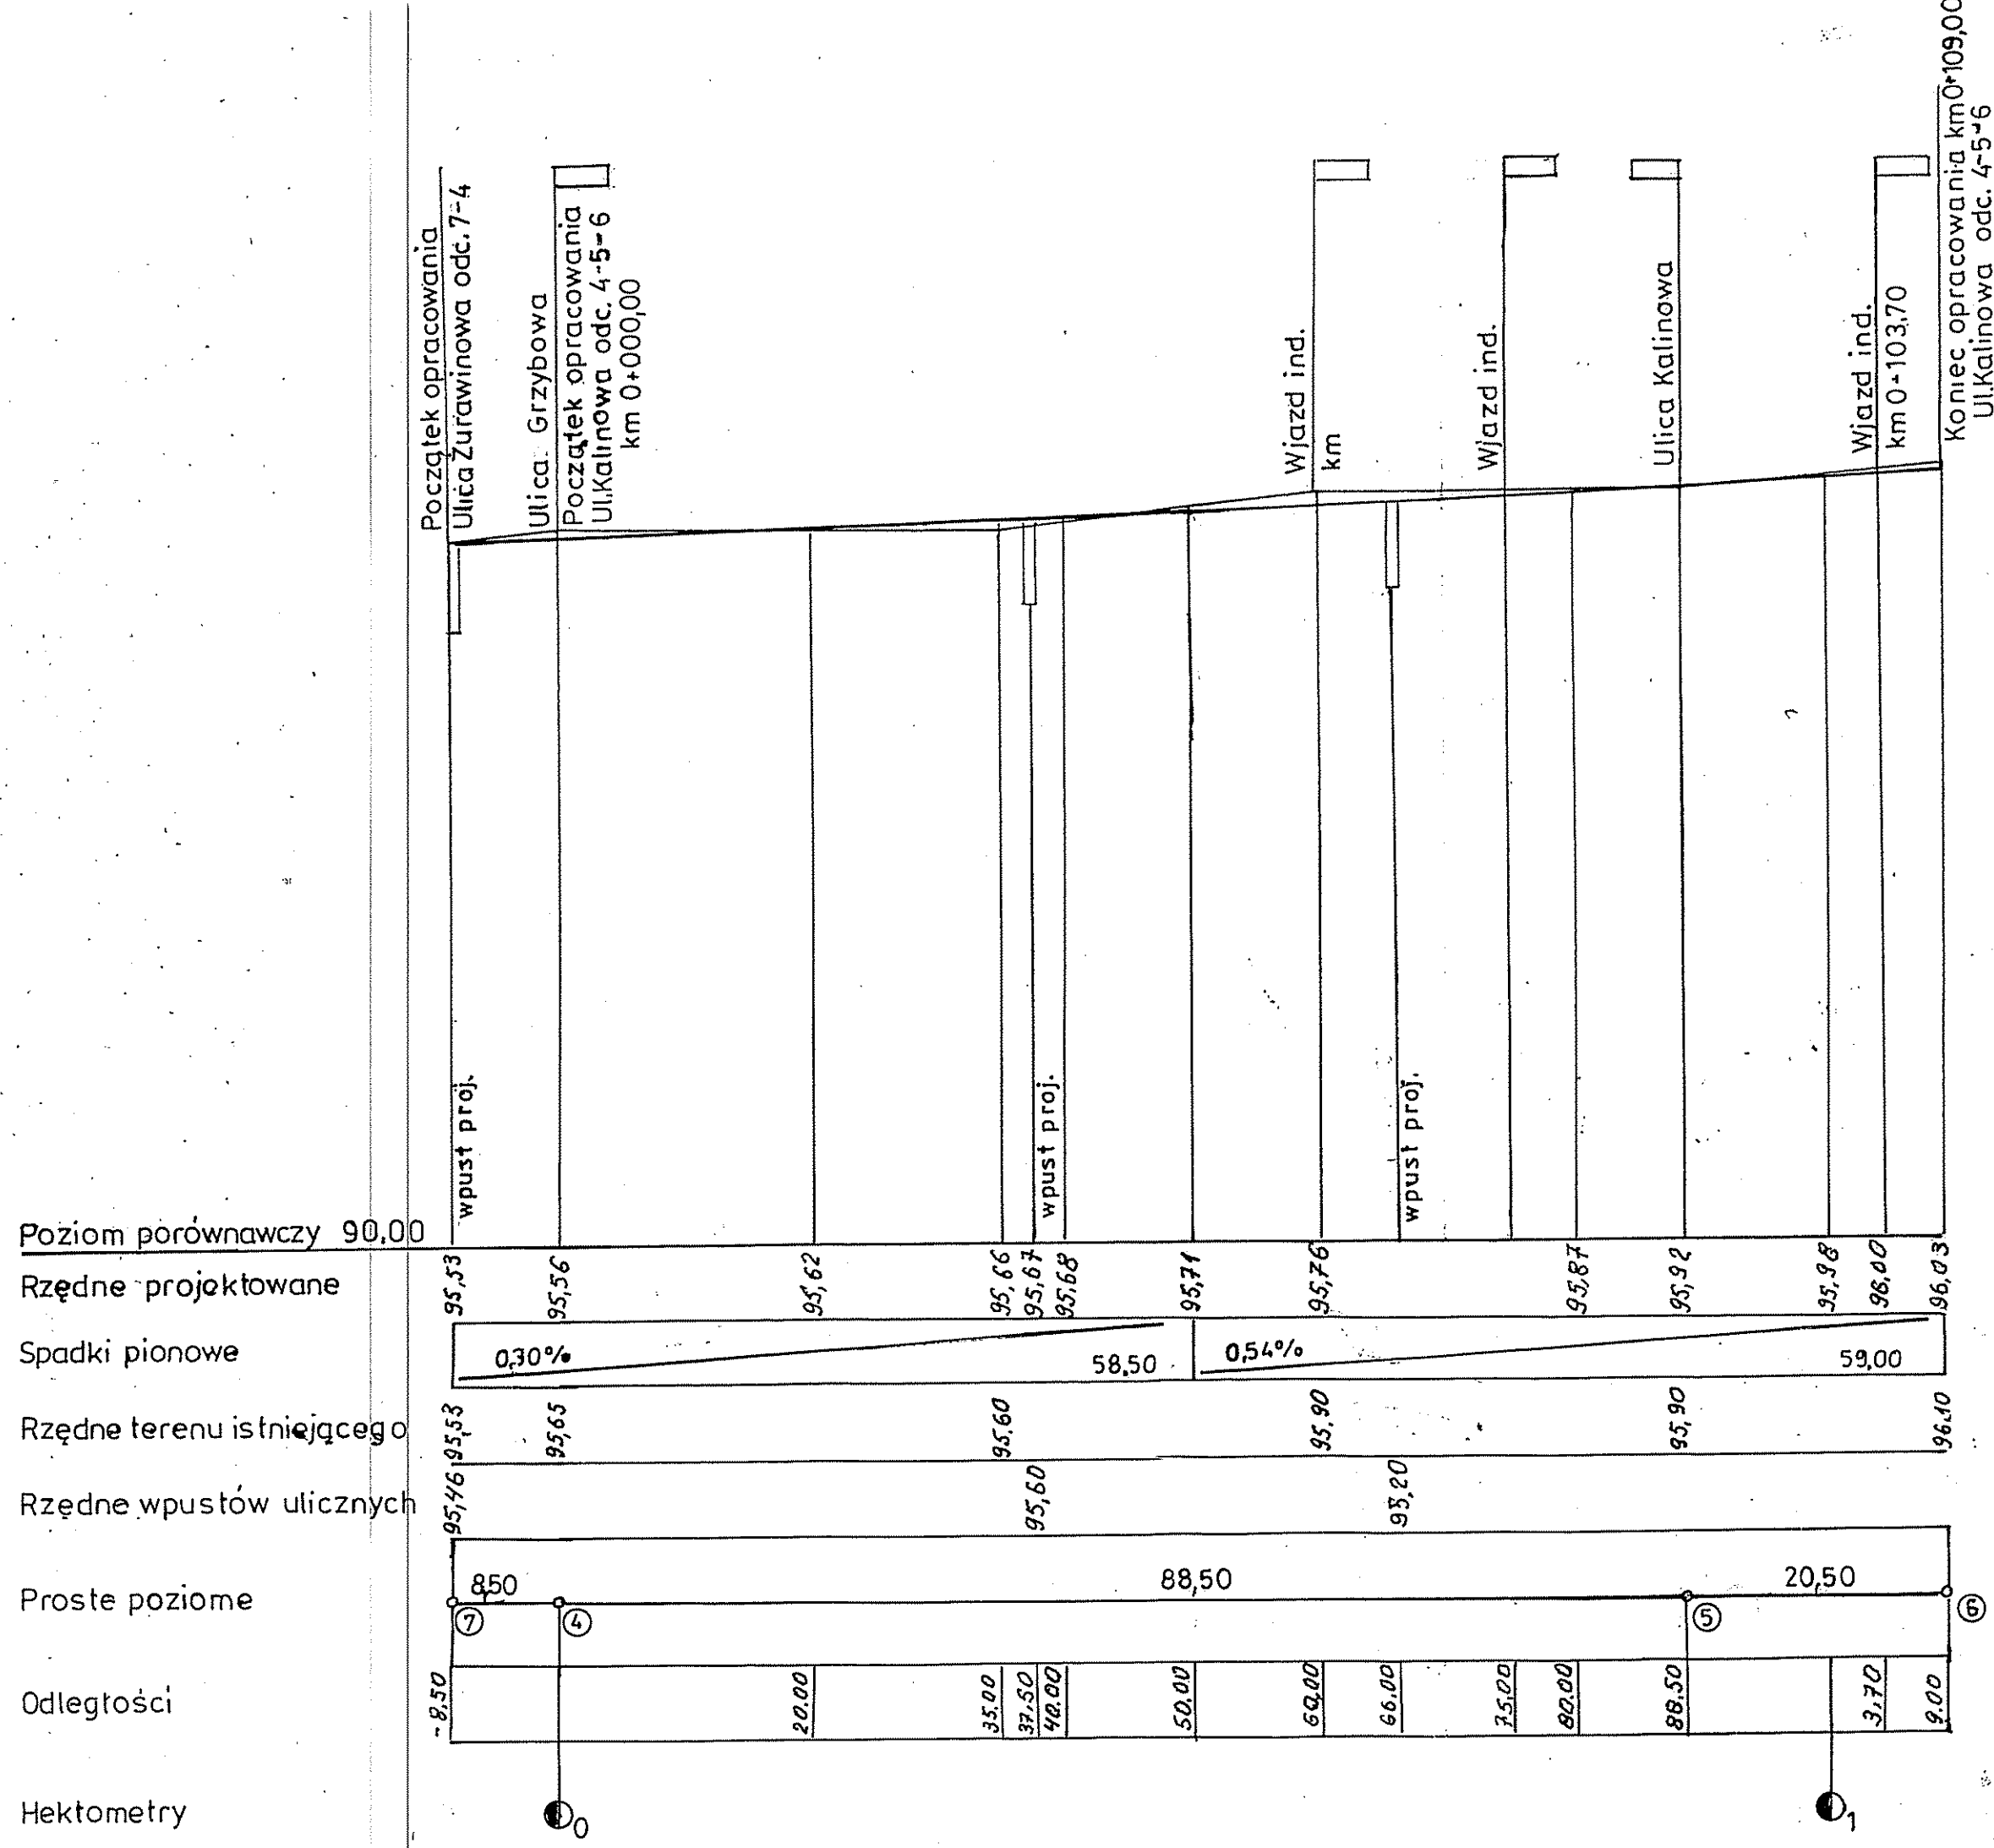 Początek opracowania
Ulica Żurawinowa odc. 7-4
Ulica Grzybowa
Początek opracowania
Ul.Kalinowa odc. 4-5-6
km 0+000,00
Wjazd ind.
km
Wjazd ind.
Ulica Kalinowa
Wjazd ind.
km 0+103,70
Koniec opracowania km0+109,00
Ul.Kalinowa odc. 4-5-6
wpust proj.
wpust proj.
wpust proj.
Poziom porównawczy 90,00
Rzędne projektowane
95,53 95,56 95,62 95,66 95,67 95,68 95,71 95,76 95,87 95,92 95,98 96,00 96,03
Spadki pionowe
0,30% 58,50 0,54% 59,00
Rzędne terenu istniejącego
95,53 95,65 95,60 95,90 95,90 96,10
Rzędne wpustów ulicznych
95,46 95,60 95,20
Proste poziome
8,50 88,50 20,50
7 4 5 6
Odległości
-8,50 20.00 35.00 37,50 40.00 50.00 60,00 66.00 75,00 80.00 88.50 3,70 9.00
Hektometry
0 1